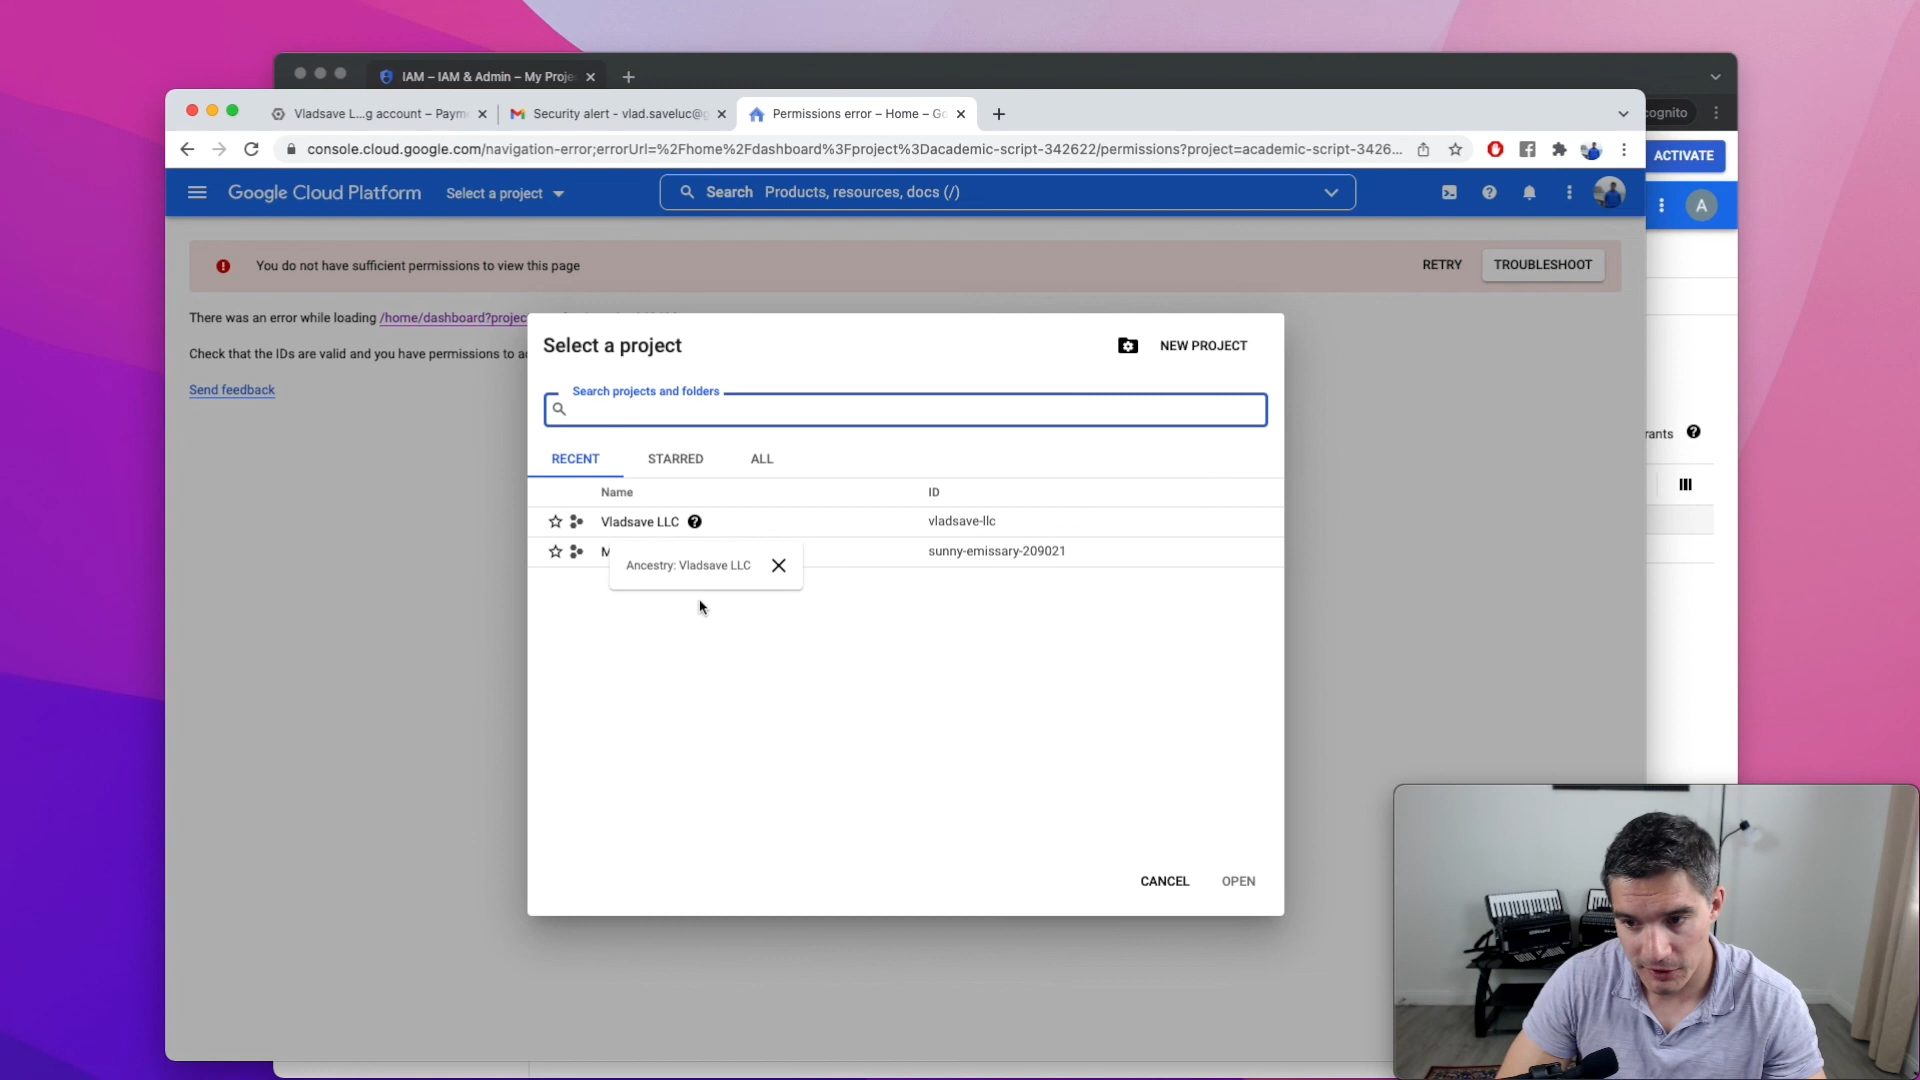 IAM – IAM & Admin – My Proje
Vladsave L...g account – Payme
Security alert - vlad.saveluc@g
Permissions error – Home – Go
cognito
console.cloud.google.com/navigation-error;errorUrl=%2Fhome%2Fdashboard%3Fproject%3Dacademic-script-342622/permissions?project=academic-script-3426...
ACTIVATE
Google Cloud Platform
Select a project
Search Products, resources, docs (/)
A
You do not have sufficient permissions to view this page
RETRY
TROUBLESHOOT
There was an error while loading /home/dashboard?projec
Check that the IDs are valid and you have permissions to a
Send feedback
Select a project
NEW PROJECT
Search projects and folders
RECENT
STARRED
ALL
rants
Name
ID
Vladsave LLC
vladsave-llc
M
sunny-emissary-209021
Ancestry: Vladsave LLC
CANCEL
OPEN